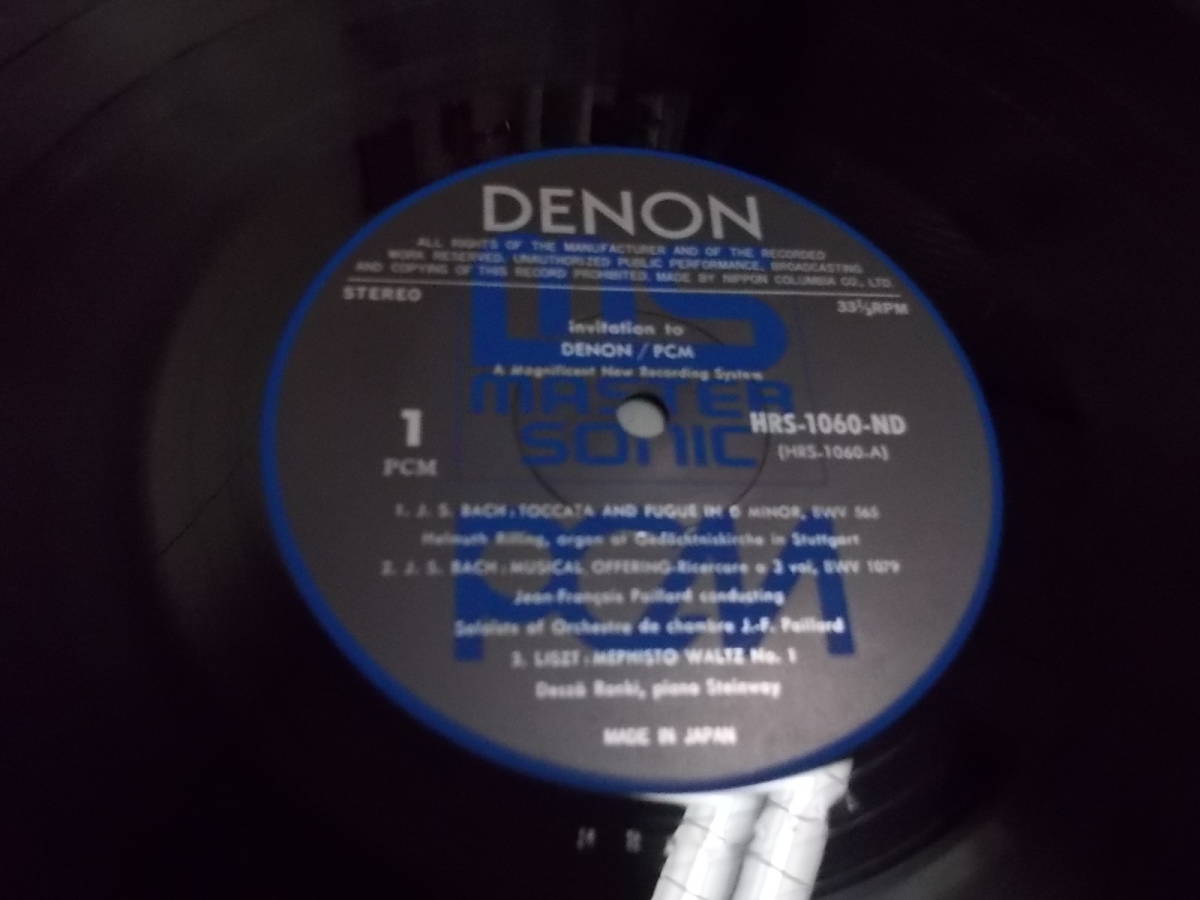 DENON
ALL RIGHTS OF THE MANUFACTURER AND OF THE RECORDED
WORK RESERVED. UNAUTHORIZED PUBLIC PERFORMANCE, BROADCASTING
AND COPYING OF THIS RECORD PROHIBITED. MADE BY NIPPON COLUMBIA CO., LTD.
STEREO
33⅓RPM
Invitation to
DENON / PCM
A Magnificent New Recording System
MASTER
SONIC
PCM
1
PCM
HRS-1060-ND
(HRS-1060-A)
1. J. S. BACH: TOCCATA AND FUGUE IN D MINOR, BWV 565
Helmuth Rilling, organ at Gedächtniskirche in Stuttgart
2. J. S. BACH: MUSICAL OFFERING-Ricercare a 3 voi, BWV 1079
Jean-François Paillard conducting
Soloists of Orchestre de chambre J.-F. Paillard
3. LISZT: MEPHISTO WALTZ No. 1
Dezsö Ranki, piano Steinway
MADE IN JAPAN